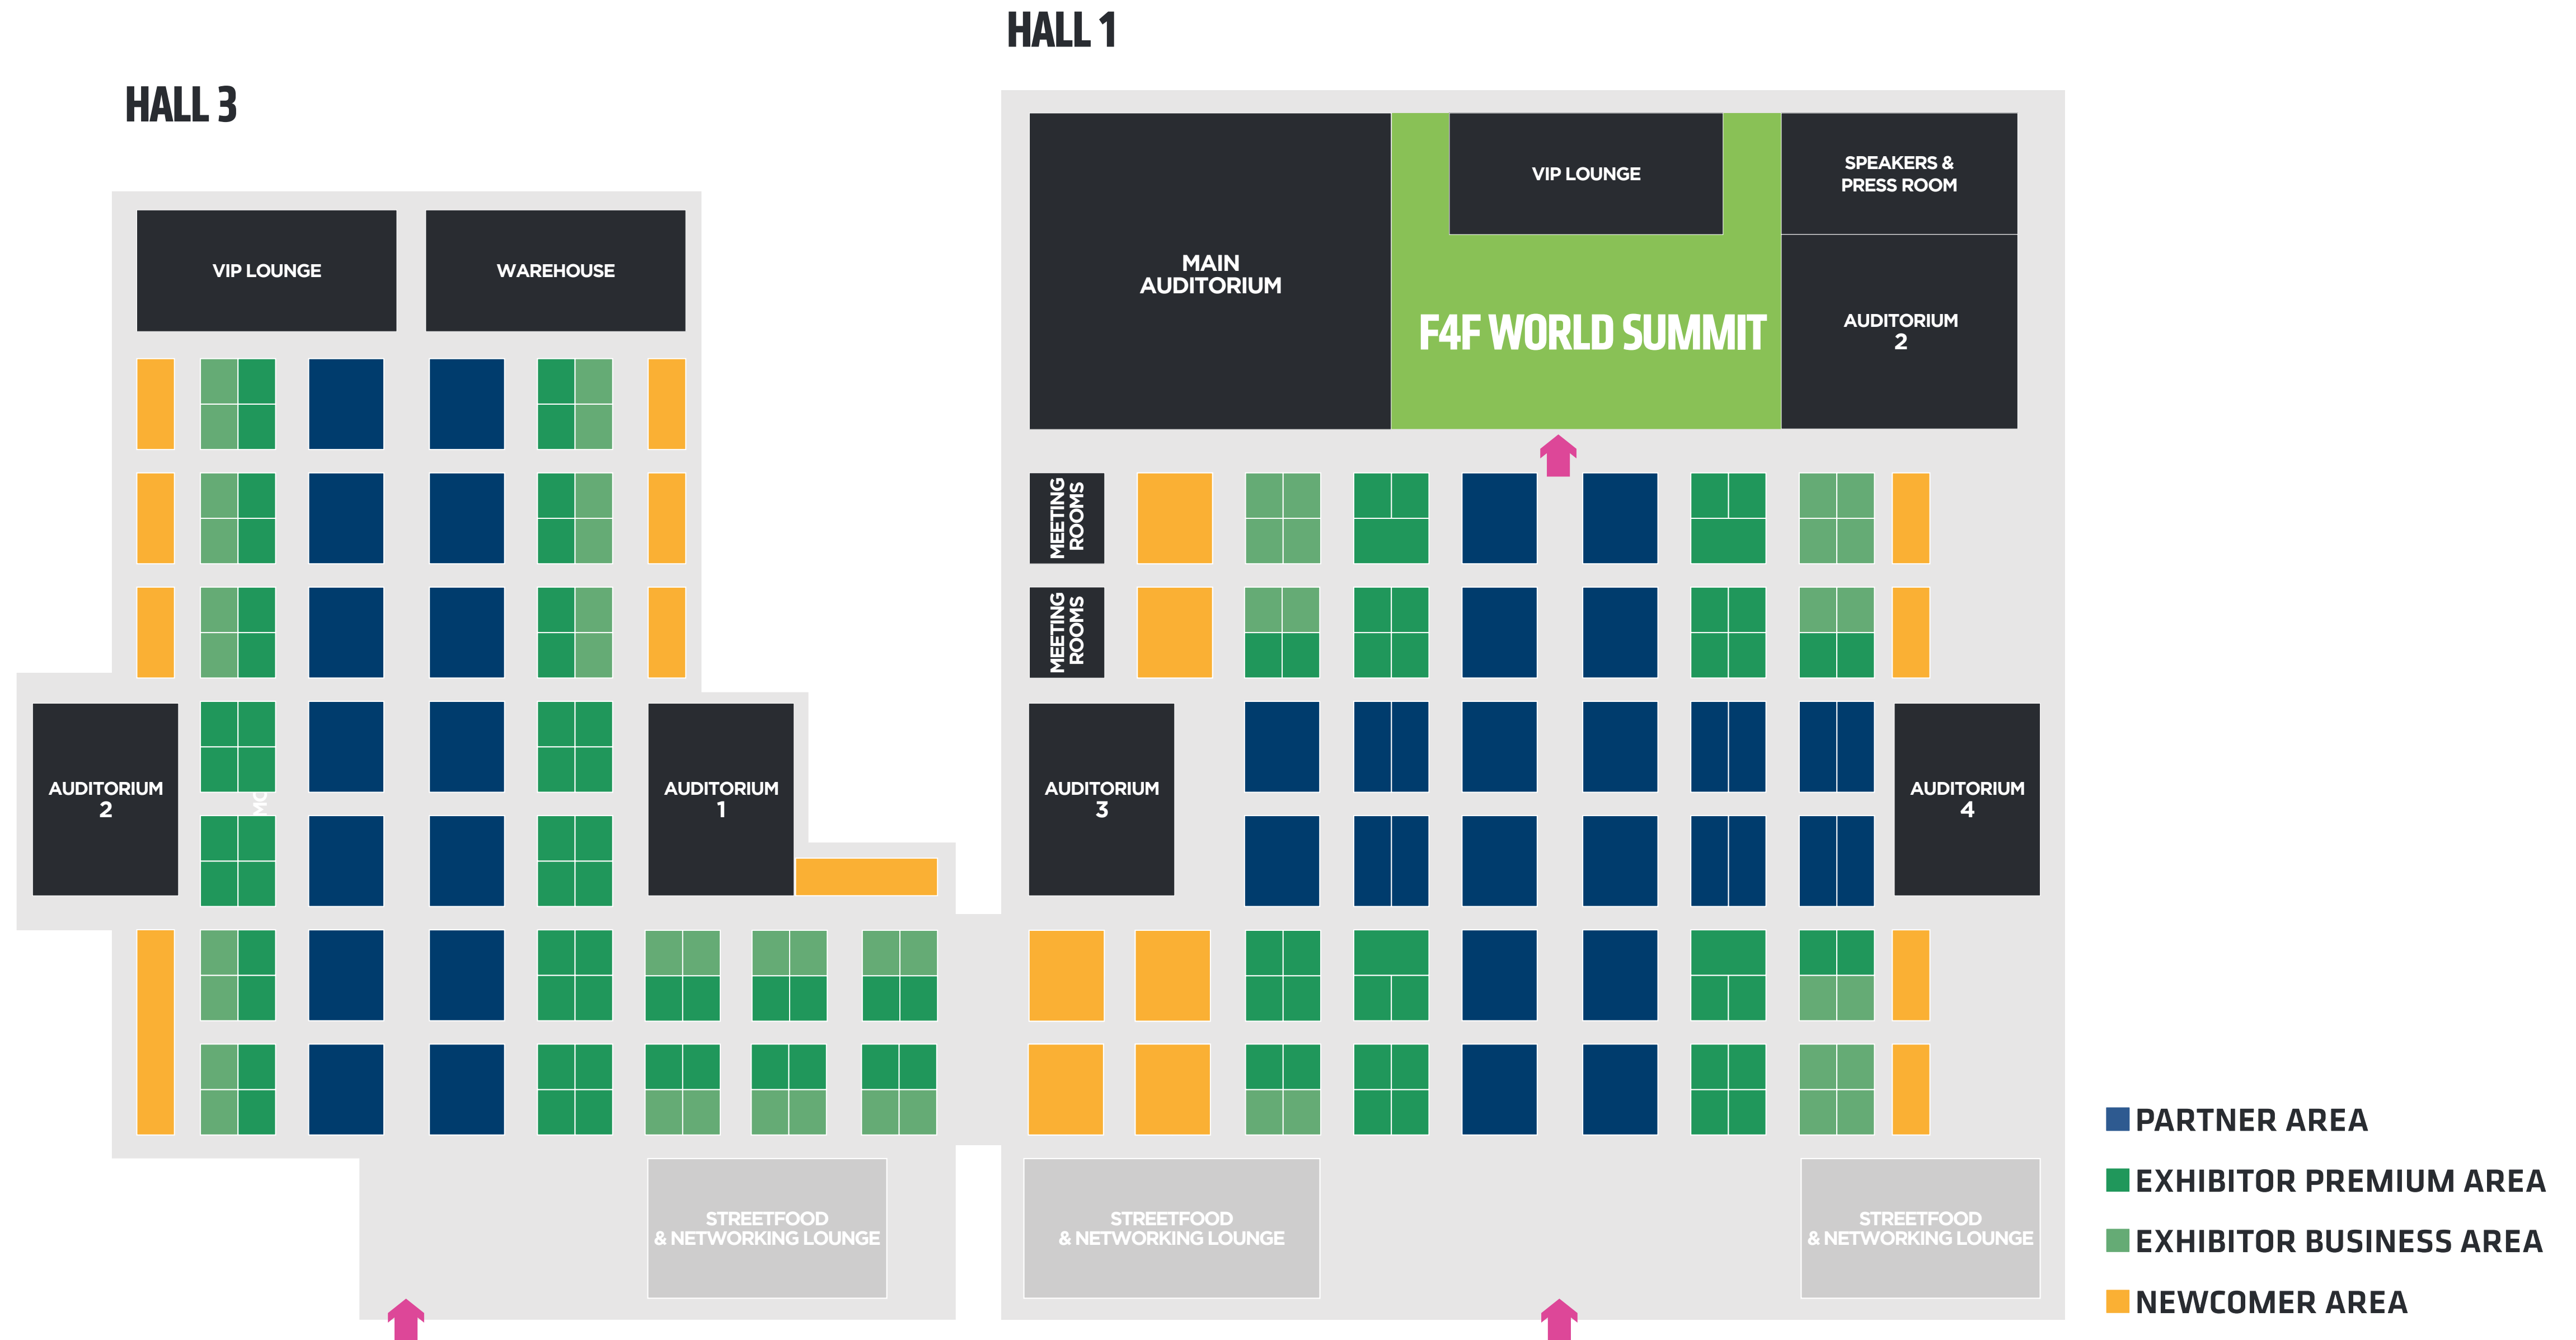 HALL 1
HALL 3
VIP LOUNGE
WAREHOUSE
AUDITORIUM
2
MO
AUDITORIUM
1
STREETFOOD
& NETWORKING LOUNGE
MAIN
AUDITORIUM
VIP LOUNGE
F4F WORLD SUMMIT
SPEAKERS &
PRESS ROOM
AUDITORIUM
2
MEETING
ROOMS
MEETING
ROOMS
AUDITORIUM
3
AUDITORIUM
4
STREETFOOD
& NETWORKING LOUNGE
STREETFOOD
& NETWORKING LOUNGE
PARTNER AREA
EXHIBITOR PREMIUM AREA
EXHIBITOR BUSINESS AREA
NEWCOMER AREA